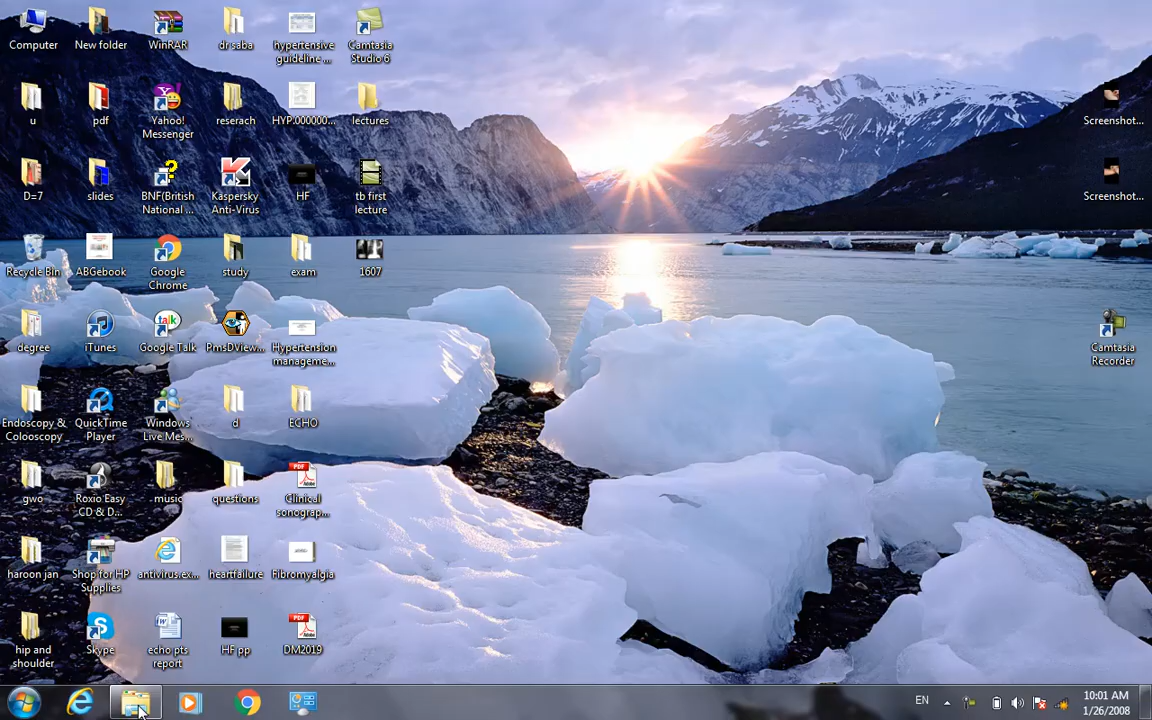 Computer
New folder
WinRAR
dr saba
hypertensive
guideline ...
Camtasia
Studio 6
u
pdf
Yahoo!
Messenger
reserach
HYP.000000...
lectures
Screenshot...
D=7
slides
BNF(British
National ...
Kaspersky
Anti-Virus
HF
tb first
lecture
Screenshot...
Recycle Bin
ABGebook
Google
Chrome
study
exam
1607
degree
iTunes
talk
Google Talk
PmsDView...
Hypertension
manageme...
Camtasia
Recorder
Endoscopy &
Colooscopy
QuickTime
Player
Windows
Live Mes...
d
ECHO
gwo
Roxio Easy
CD & D...
music
questions
Clinical
sonograp...
haroon jan
Shop for HP
Supplies
antivirus.ex...
heartfailure
Fibromyalgia
hip and
shoulder
Skype
echo pts
report
HF pp
DM2019
EN
10:01 AM
1/26/2008